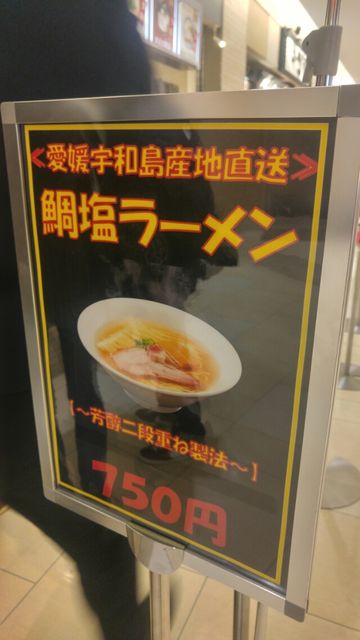 ≪愛媛宇和島産地直送≫
鯛塩ラーメン
【～芳醇二段重ね製法～】
750円